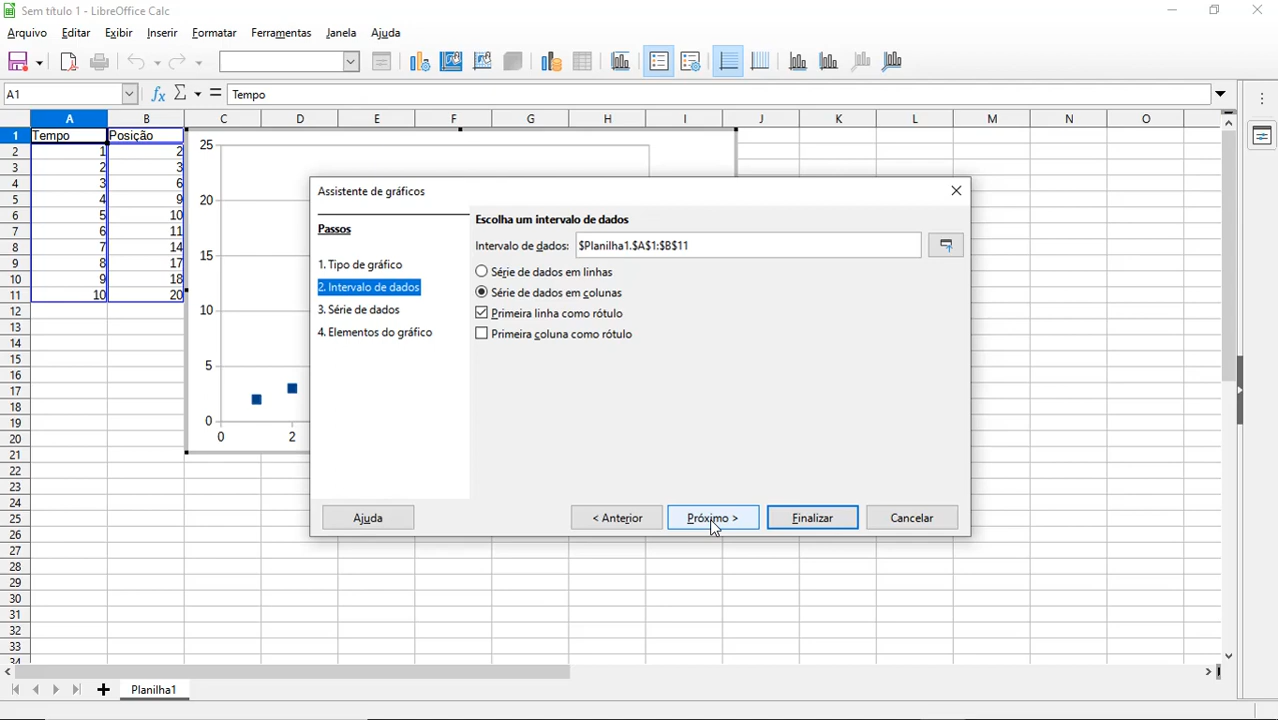 Sem título 1 - LibreOffice Calc
Arquivo Editar Exibir Inserir Formatar Ferramentas Janela Ajuda
A1 fx Σ = Tempo
A B C D E F G H I J K L M N O
1 Tempo Posição
2 1 2
3 2 3
4 3 6
5 4 9
6 5 10
7 6 11
8 7 14
9 8 17
10 9 18
11 10 20
12
13
14
15
16
17
18
19
20
21
22
23
24
25
26
27
28
29
30
31
32
33
34
25
20
15
10
5
0
0 2
Assistente de gráficos
Passos
1. Tipo de gráfico
2. Intervalo de dados
3. Série de dados
4. Elementos do gráfico
Escolha um intervalo de dados
Intervalo de dados: $Planilha1.$A$1:$B$11
Série de dados em linhas
Série de dados em colunas
Primeira linha como rótulo
Primeira coluna como rótulo
Ajuda < Anterior Próximo > Finalizar Cancelar
Planilha1